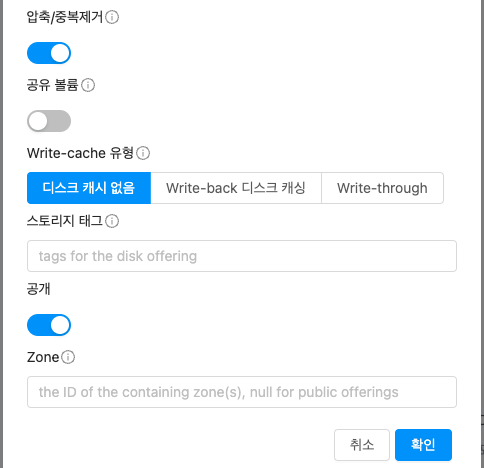 압축/중복제거
공유 볼륨
Write-cache 유형
디스크 캐시 없음 Write-back 디스크 캐싱 Write-through
스토리지 태그
tags for the disk offering
공개
Zone
the ID of the containing zone(s), null for public offerings
취소 확인